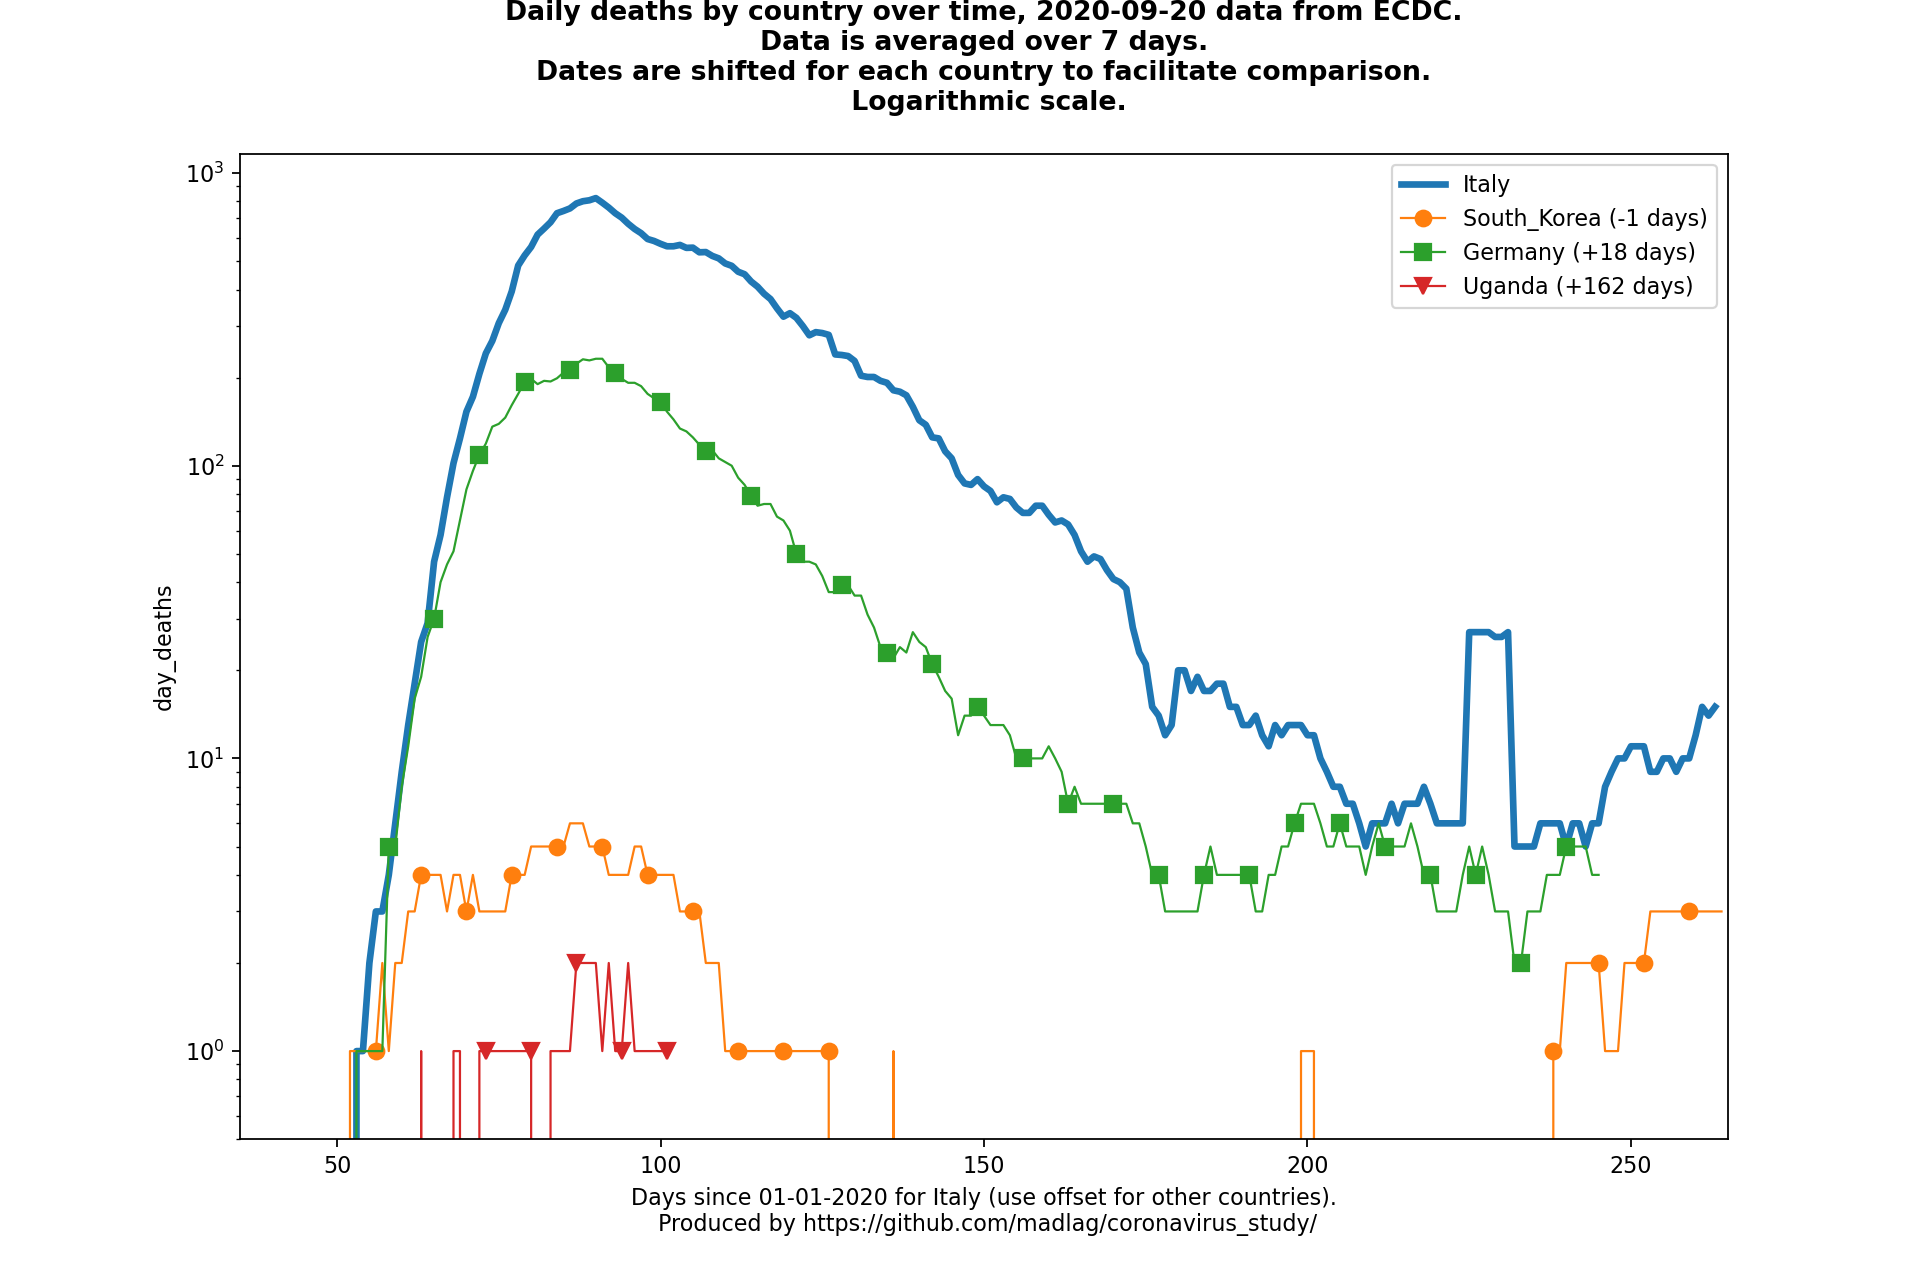 Daily deaths by country over time, 2020-09-20 data from ECDC.
Data is averaged over 7 days.
Dates are shifted for each country to facilitate comparison.
Logarithmic scale.
10³
10²
10¹
10⁰
day_deaths
Italy
South_Korea (-1 days)
Germany (+18 days)
Uganda (+162 days)
50 100 150 200 250
Days since 01-01-2020 for Italy (use offset for other countries).
Produced by https://github.com/madlag/coronavirus_study/